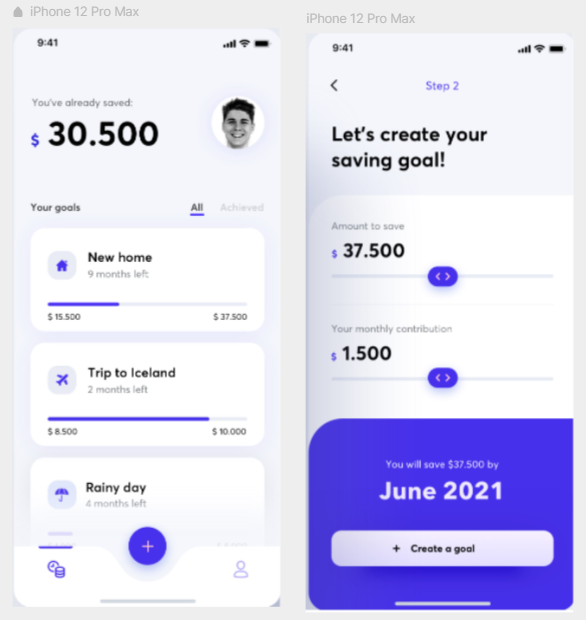 iPhone 12 Pro Max
9:41
You've already saved:
$ 30.500
Your goals
All
Achieved
New home
9 months left
$ 15.500
$ 37.500
Trip to Iceland
2 months left
$ 8.500
$ 10.000
Rainy day
4 months left
iPhone 12 Pro Max
9:41
Step 2
Let's create your
saving goal!
Amount to save
$ 37.500
Your monthly contribution
$ 1.500
You will save $37.500 by
June 2021
+ Create a goal